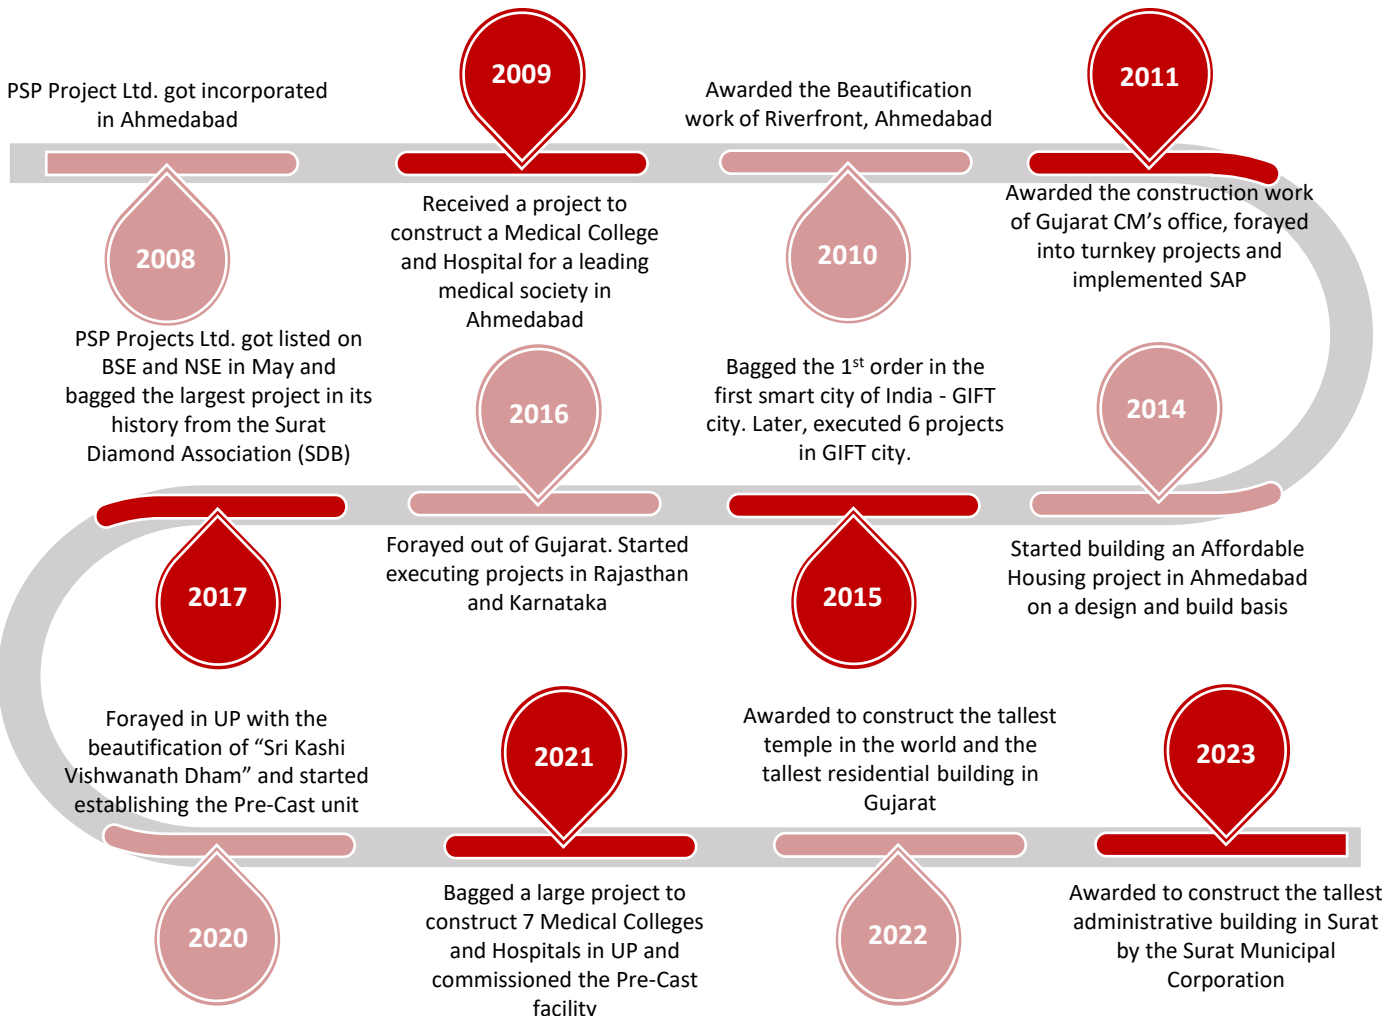 PSP Project Ltd. got incorporated
in Ahmedabad
2008
2009
Received a project to
construct a Medical College
and Hospital for a leading
medical society in
Ahmedabad
Awarded the Beautification
work of Riverfront, Ahmedabad
2010
2011
Awarded the construction work
of Gujarat CM’s office, forayed
into turnkey projects and
implemented SAP
2014
Started building an Affordable
Housing project in Ahmedabad
on a design and build basis
Bagged the 1st order in the
first smart city of India - GIFT
city. Later, executed 6 projects
in GIFT city.
2015
2016
Forayed out of Gujarat. Started
executing projects in Rajasthan
and Karnataka
PSP Projects Ltd. got listed on
BSE and NSE in May and
bagged the largest project in its
history from the Surat
Diamond Association (SDB)
2017
Forayed in UP with the
beautification of “Sri Kashi
Vishwanath Dham” and started
establishing the Pre-Cast unit
2020
2021
Bagged a large project to
construct 7 Medical Colleges
and Hospitals in UP and
commissioned the Pre-Cast
facility
Awarded to construct the tallest
temple in the world and the
tallest residential building in
Gujarat
2022
2023
Awarded to construct the tallest
administrative building in Surat
by the Surat Municipal
Corporation